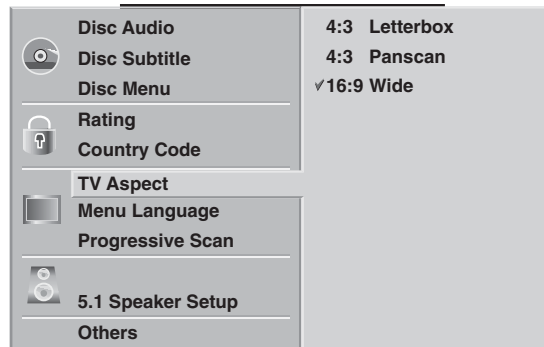 Disc Audio
Disc Subtitle
Disc Menu
Rating
Country Code
TV Aspect
Menu Language
Progressive Scan
5.1 Speaker Setup
Others
4:3 Letterbox
4:3 Panscan
✓16:9 Wide